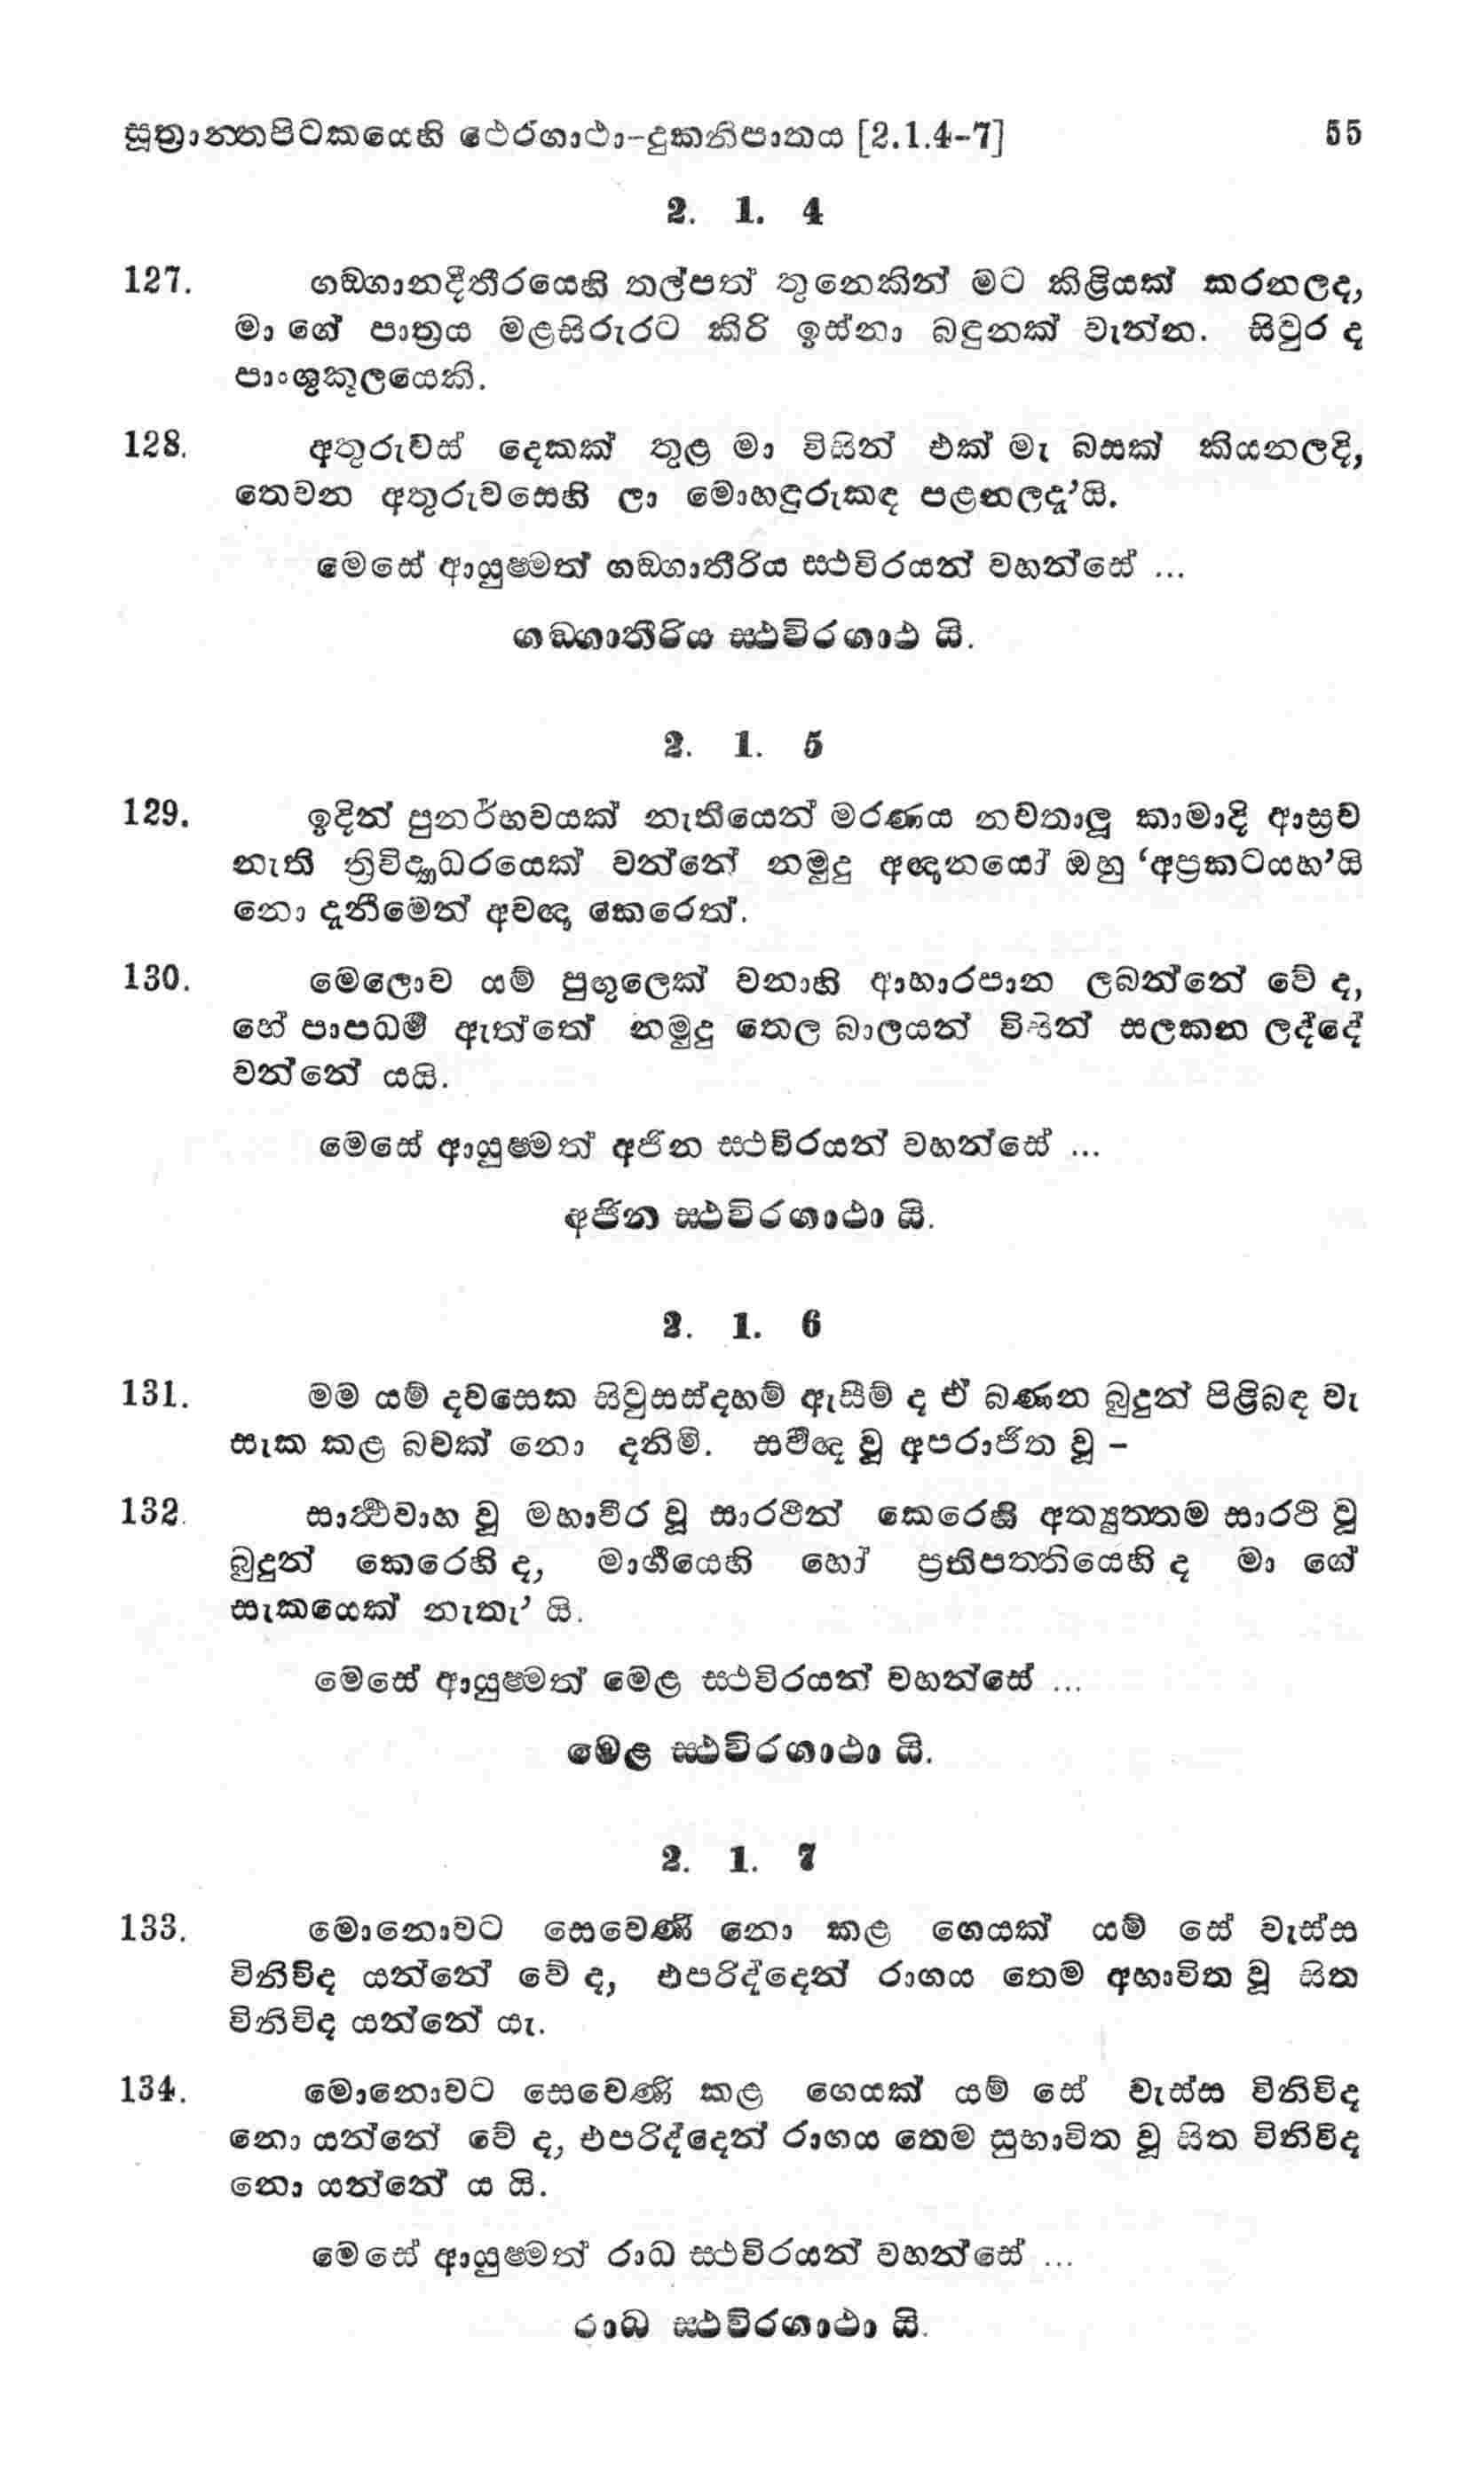 සූත්‍රාන්තපිටකයෙහි ථෙරගාථා-දුකනිපාතය [2.1.4-7] 55
2. 1. 4
127. ගඞ්ගානදීතීරයෙහි තල්පත් තුනෙකින් මට කිළියක් කරනලද,
මා ගේ පාත්‍රය මළසිරුරට කිරි ඉස්නා බඳුනක් වැන්න. සිවුර ද
පාංශුකූලයෙකි.
128. අතුරුවස් දෙකක් තුළ මා විසින් එක් මැ බසක් කියනලදි,
තෙවන අතුරුවසෙහි ලා මොහඳුරුකඳ පළනලදැ’යි.
මෙසේ ආයුෂ්මත් ගඞ්ගාතීරිය ස්ථවිරයන් වහන්සේ ...
ගඞ්ගාතීරිය ස්ථවිරගාථා යි.
2. 1. 5
129. ඉදින් පුනර්භවයක් නැතියෙන් මරණය නවතාලූ කාමාදි ආස්‍රව
නැති ත්‍රිවිද්‍යාධරයෙක් වන්නේ නමුදු අඥානයෝ ඔහු ‘අප්‍රකටයහ’යි
නො දැනීමෙන් අවඥා කෙරෙත්.
130. මෙලොව යම් පුඟුලෙක් වනාහි ආහාරපාන ලබන්නේ වේ ද,
හේ පාපධර්ම ඇත්තේ නමුදු තෙල බාලයන් විසින් සලකන ලද්දේ
වන්නේ යයි.
මෙසේ ආයුෂ්මත් අජින ස්ථවිරයන් වහන්සේ ...
අජින ස්ථවිරගාථා යි.
2. 1. 6
131. මම යම් දවසෙක සිවුසස්දහම් ඇසීම් ද ඒ බණන බුදුන් පිළිබඳ වැ
සැක කළ බවක් නො දනිමි. සර්වඥ වූ අපරාජිත වූ –
132. සාර්ත්‍ථවාහ වූ මහාවීර වූ සාරථීන් කෙරෙහි අත්‍යුත්තම සාරථි වූ
බුදුන් කෙරෙහි ද, මාර්ගයෙහි හෝ ප්‍රතිපත්තියෙහි ද මා ගේ
සැකයෙක් නැතැ’ යි.
මෙසේ ආයුෂ්මත් මෙළ ස්ථවිරයන් වහන්සේ ...
මෙළ ස්ථවිරගාථා යි.
2. 1. 7
133. මොනොවට සෙවෙණි නො කළ ගෙයක් යම් සේ වැස්ස
විනිවිද යන්නේ වේ ද, එපරිද්දෙන් රාගය තෙම අභාවිත වූ සිත
විනිවිද යන්නේ යැ.
134. මොනොවට සෙවෙණි කළ ගෙයක් යම් සේ වැස්ස විනිවිද
නො යන්නේ වේ ද, එපරිද්දෙන් රාගය තෙම සුභාවිත වූ සිත විනිවිද
නො යන්නේ ය යි.
මෙසේ ආයුෂ්මත් රාධ ස්ථවිරයන් වහන්සේ ...
රාධ ස්ථවිරගාථා යි.